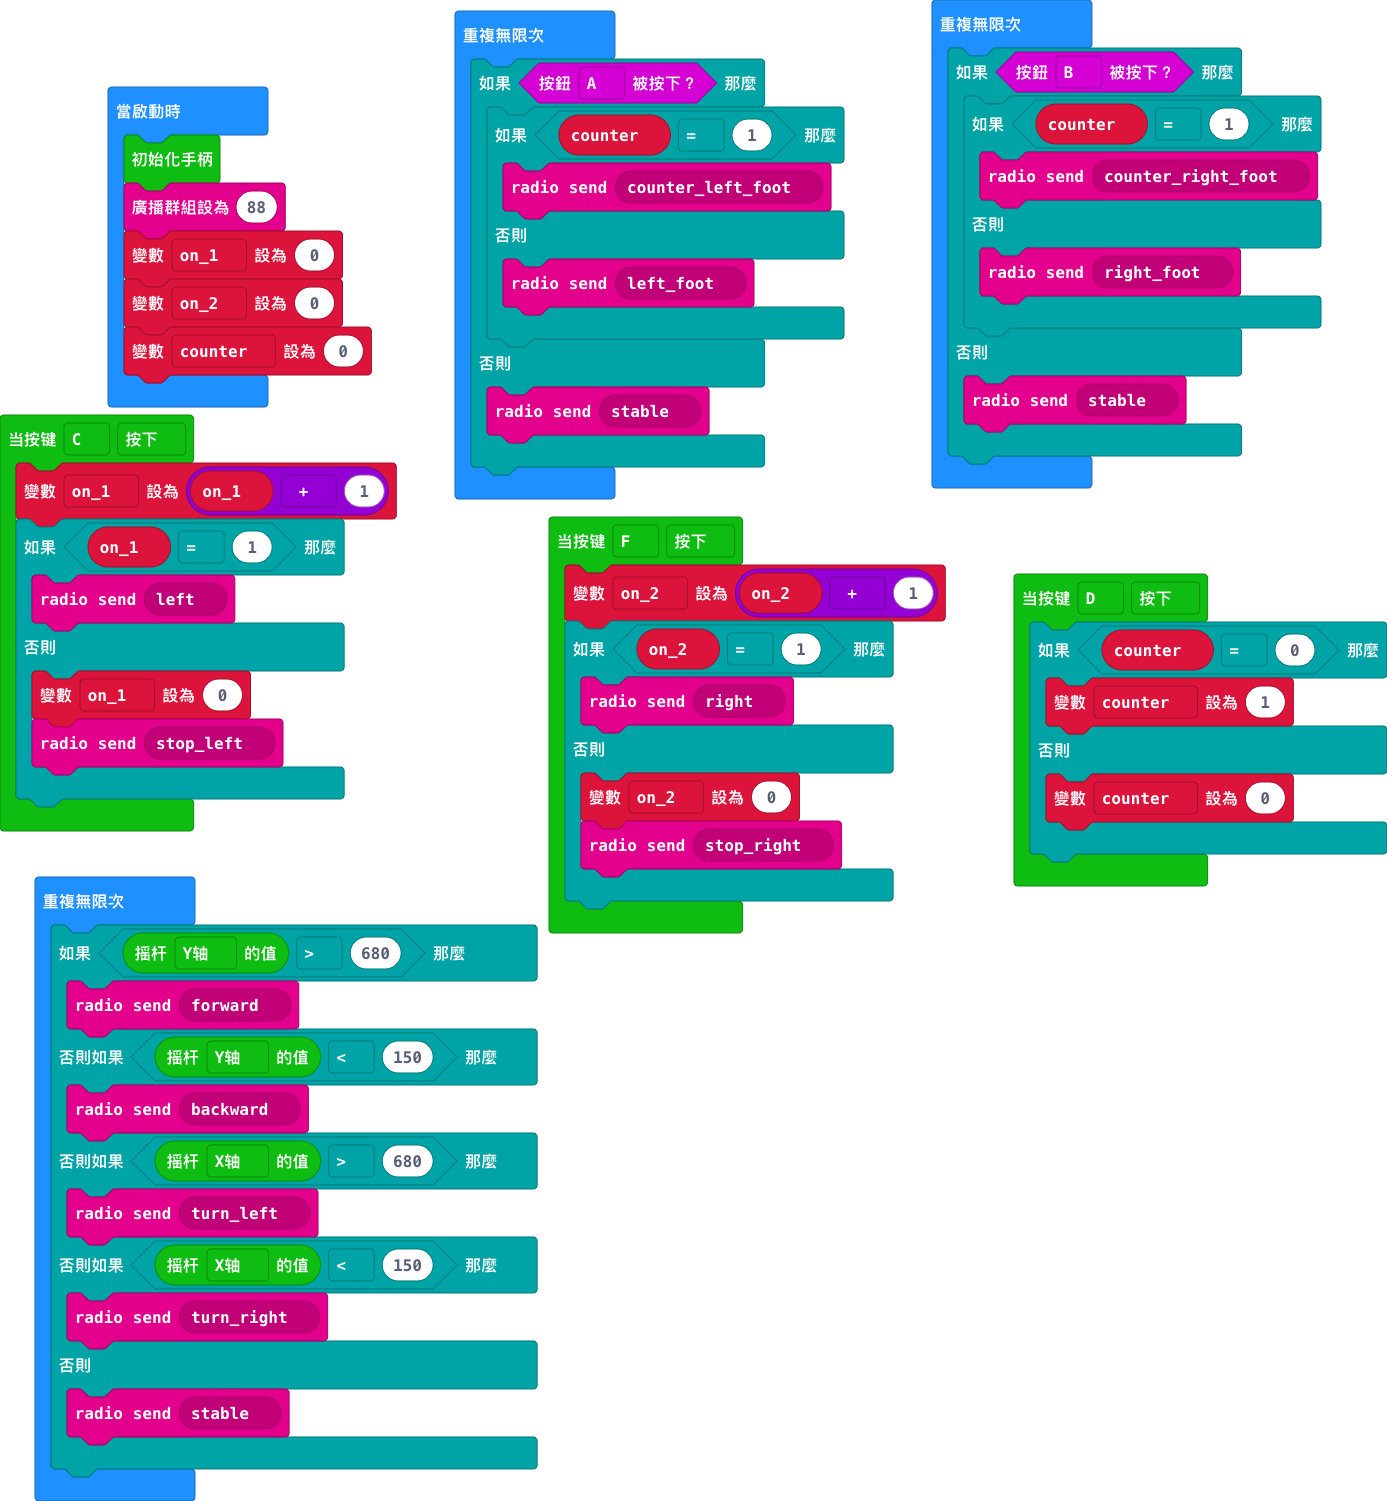 當啟動時
初始化手柄
廣播群組設為 88
變數 on_1 設為 0
變數 on_2 設為 0
變數 counter 設為 0
重複無限次
如果 按鈕 A 被按下？ 那麼
如果 counter = 1 那麼
radio send counter_left_foot
否則
radio send left_foot
否則
radio send stable
重複無限次
如果 按鈕 B 被按下？ 那麼
如果 counter = 1 那麼
radio send counter_right_foot
否則
radio send right_foot
否則
radio send stable
当按键 C 按下
變數 on_1 設為 on_1 + 1
如果 on_1 = 1 那麼
radio send left
否則
變數 on_1 設為 0
radio send stop_left
当按键 F 按下
變數 on_2 設為 on_2 + 1
如果 on_2 = 1 那麼
radio send right
否則
變數 on_2 設為 0
radio send stop_right
当按键 D 按下
如果 counter = 0 那麼
變數 counter 設為 1
否則
變數 counter 設為 0
重複無限次
如果 摇杆 Y轴 的值 > 680 那麼
radio send forward
否則如果 摇杆 Y轴 的值 < 150 那麼
radio send backward
否則如果 摇杆 X轴 的值 > 680 那麼
radio send turn_left
否則如果 摇杆 X轴 的值 < 150 那麼
radio send turn_right
否則
radio send stable